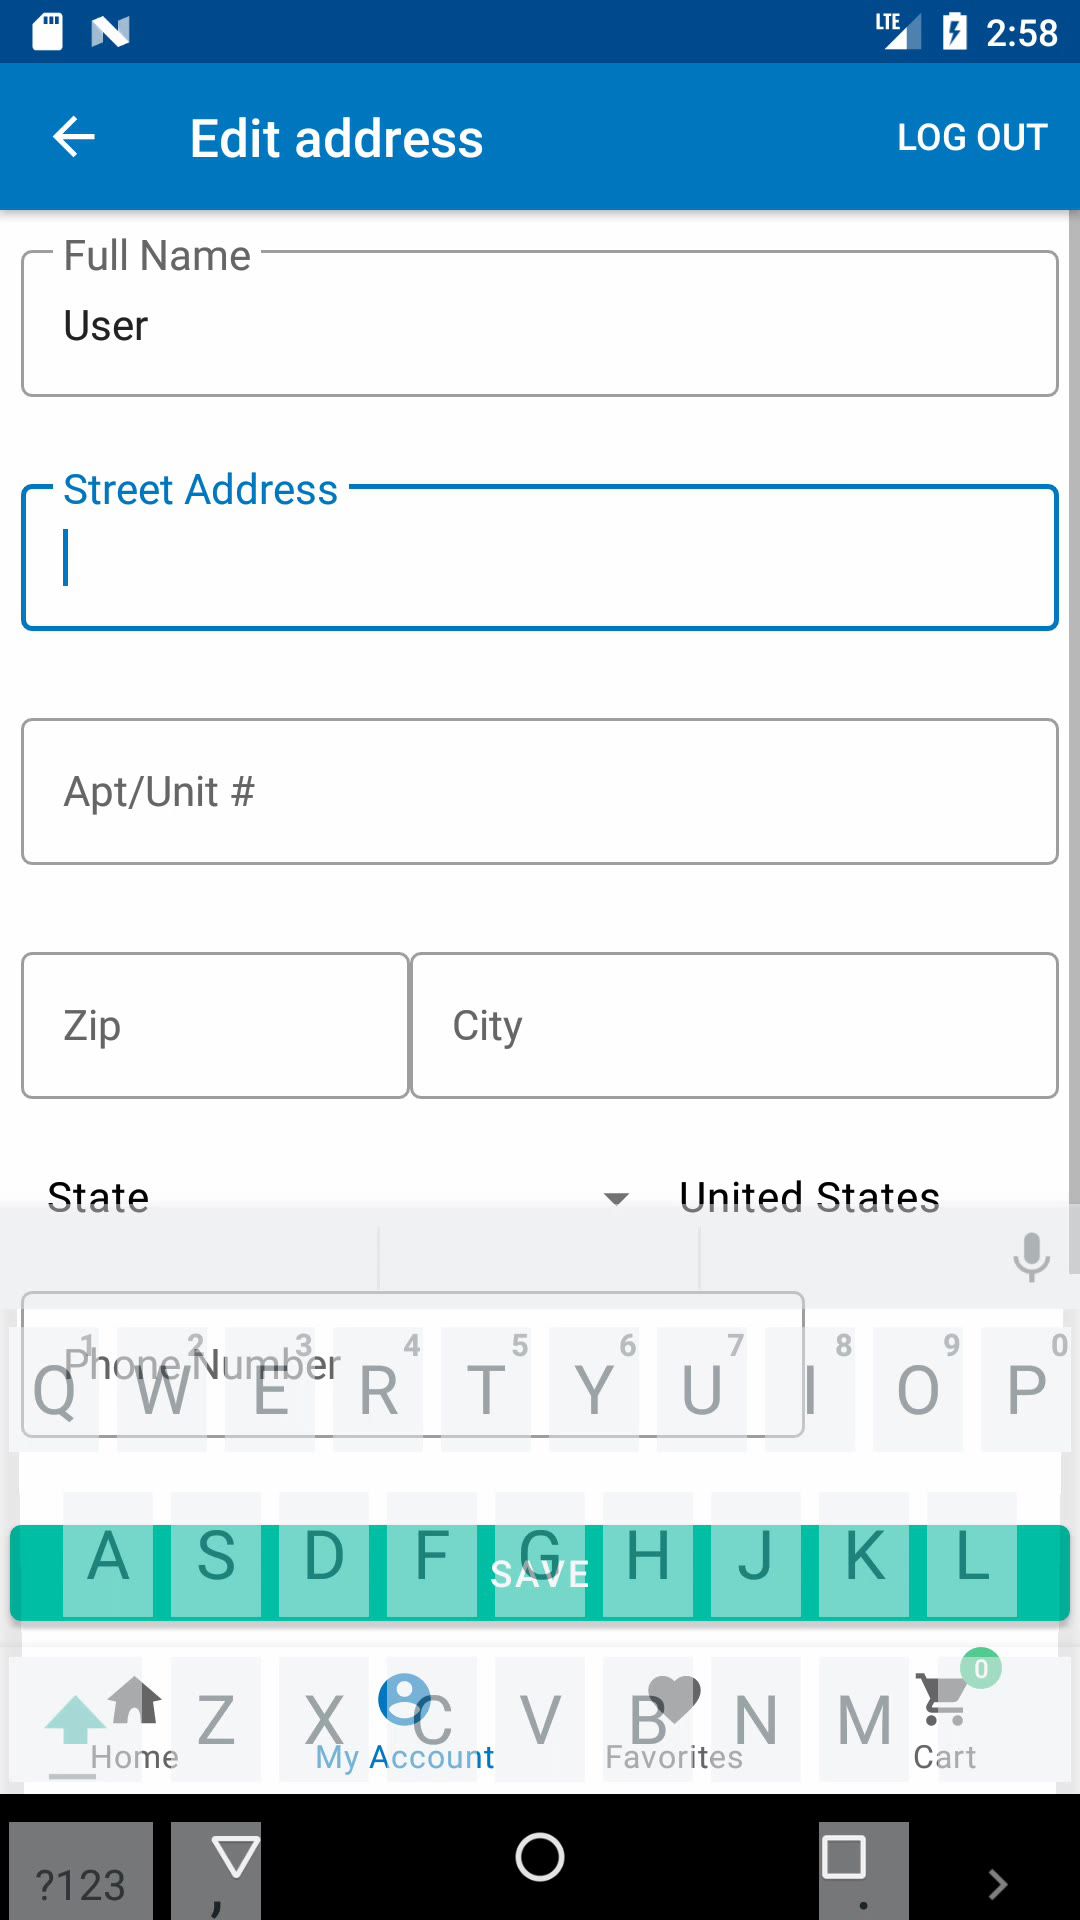 LTE 2:58
Edit address LOG OUT
Full Name
User
Street Address
Apt/Unit #
Zip City
State United States
Phone Number
1 2 3 4 5 6 7 8 9 0
Q W E R T Y U I O P
A S D F G H J K L
SAVE
0
Z X C V B N M
Home My Account Favorites Cart
?123 , .